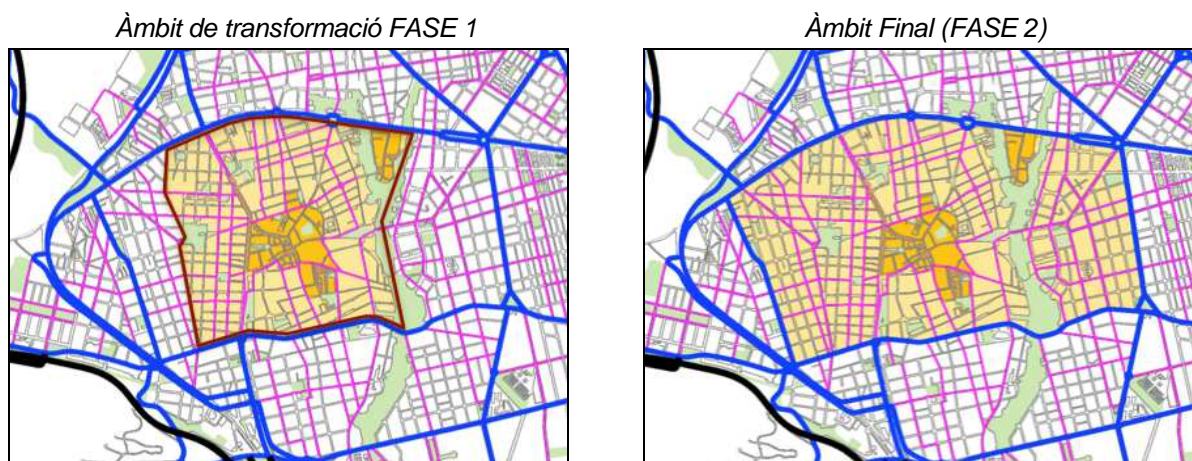 Àmbit de transformació FASE 1
Àmbit Final (FASE 2)